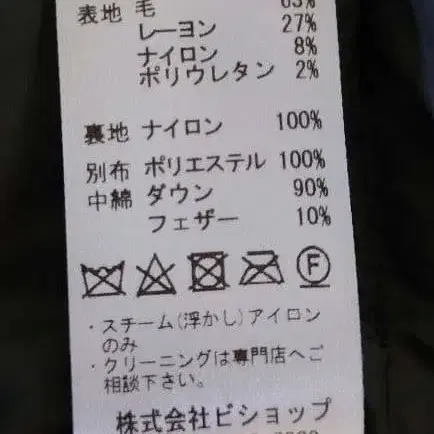 表地 毛 63%
レーヨン 27%
ナイロン 8%
ポリウレタン 2%
裏地 ナイロン 100%
別布 ポリエステル 100%
中綿 ダウン 90%
フェザー 10%
F
・スチーム(浮かし)アイロン
のみ
・クリーニングは専門店へご
相談下さい。
株式会社ビショップ